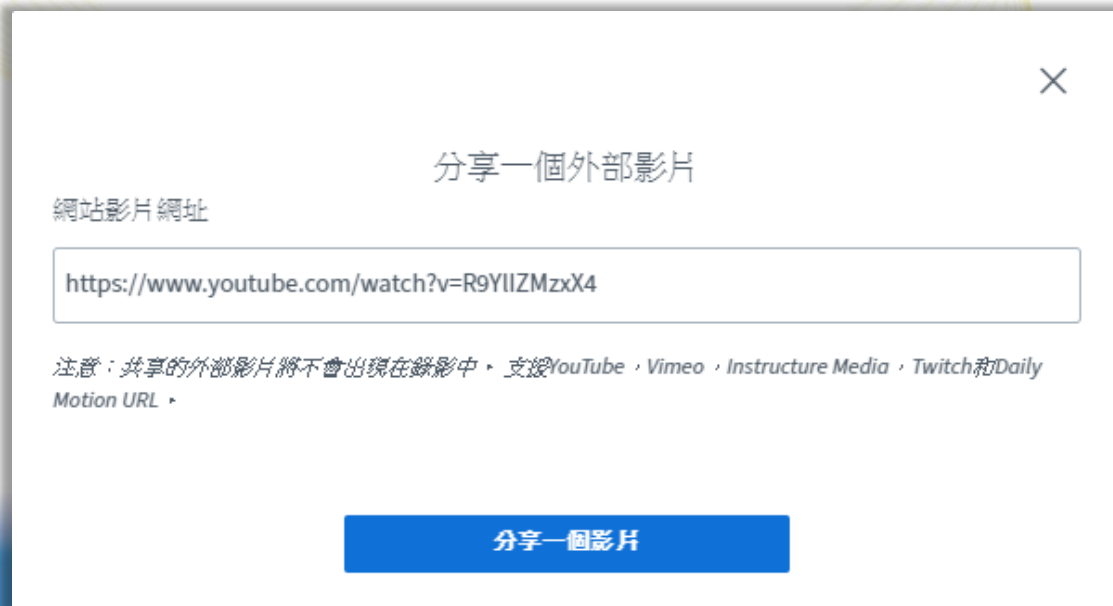 分享一個外部影片
網站影片網址
https://www.youtube.com/watch?v=R9YlIZMzxX4
注意：共享的外部影片將不會出現在錄影中。 支援YouTube，Vimeo，Instructure Media，Twitch和Daily
Motion URL。
分享一個影片